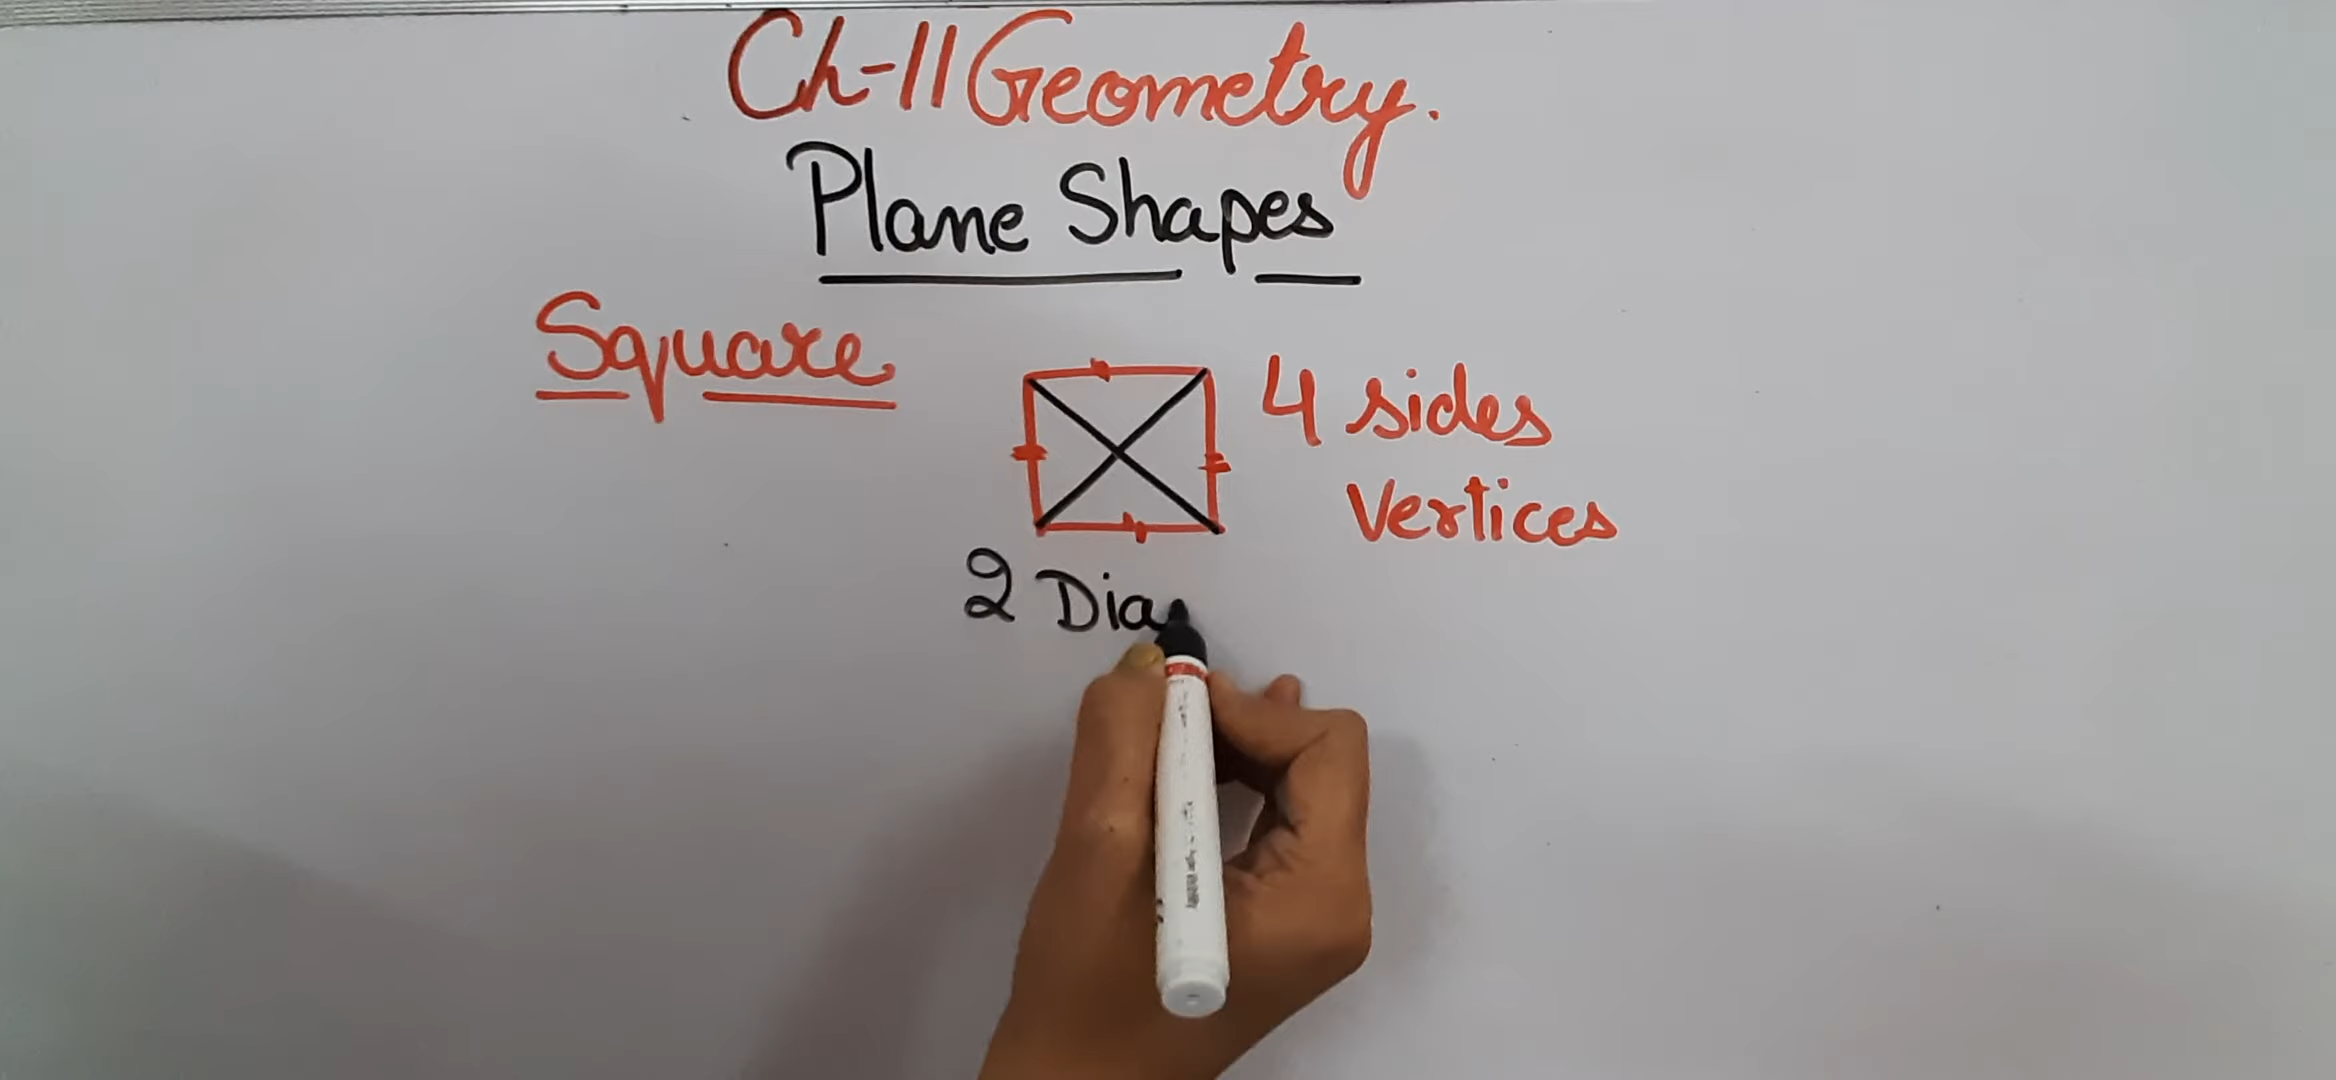 Ch-11 Geometry.
Plane Shapes
Square
4 sides
Vertices
2 Dia